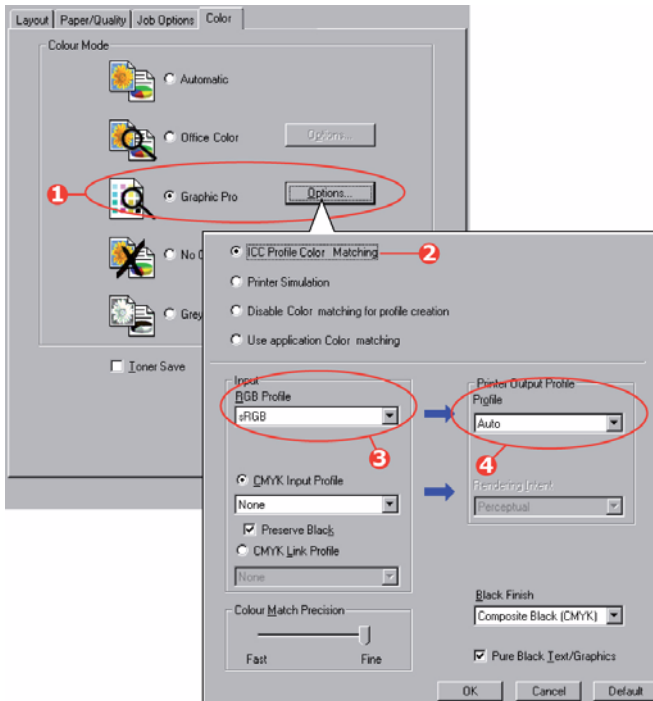 Layout Paper/Quality Job Options Color
Colour Mode
Automatic
Office Color Options...
1 Graphic Pro Options...
No C
Grey
Toner Save
ICC Profile Color Matching 2
Printer Simulation
Disable Color matching for profile creation
Use application Color matching
Input
RGB Profile
sRGB
3
CMYK Input Profile
None
Preserve Black
CMYK Link Profile
None
Printer Output Profile
Profile
Auto
4
Rendering Intent
Perceptual
Colour Match Precision
Fast Fine
Black Finish
Composite Black (CMYK)
Pure Black Text/Graphics
OK Cancel Default